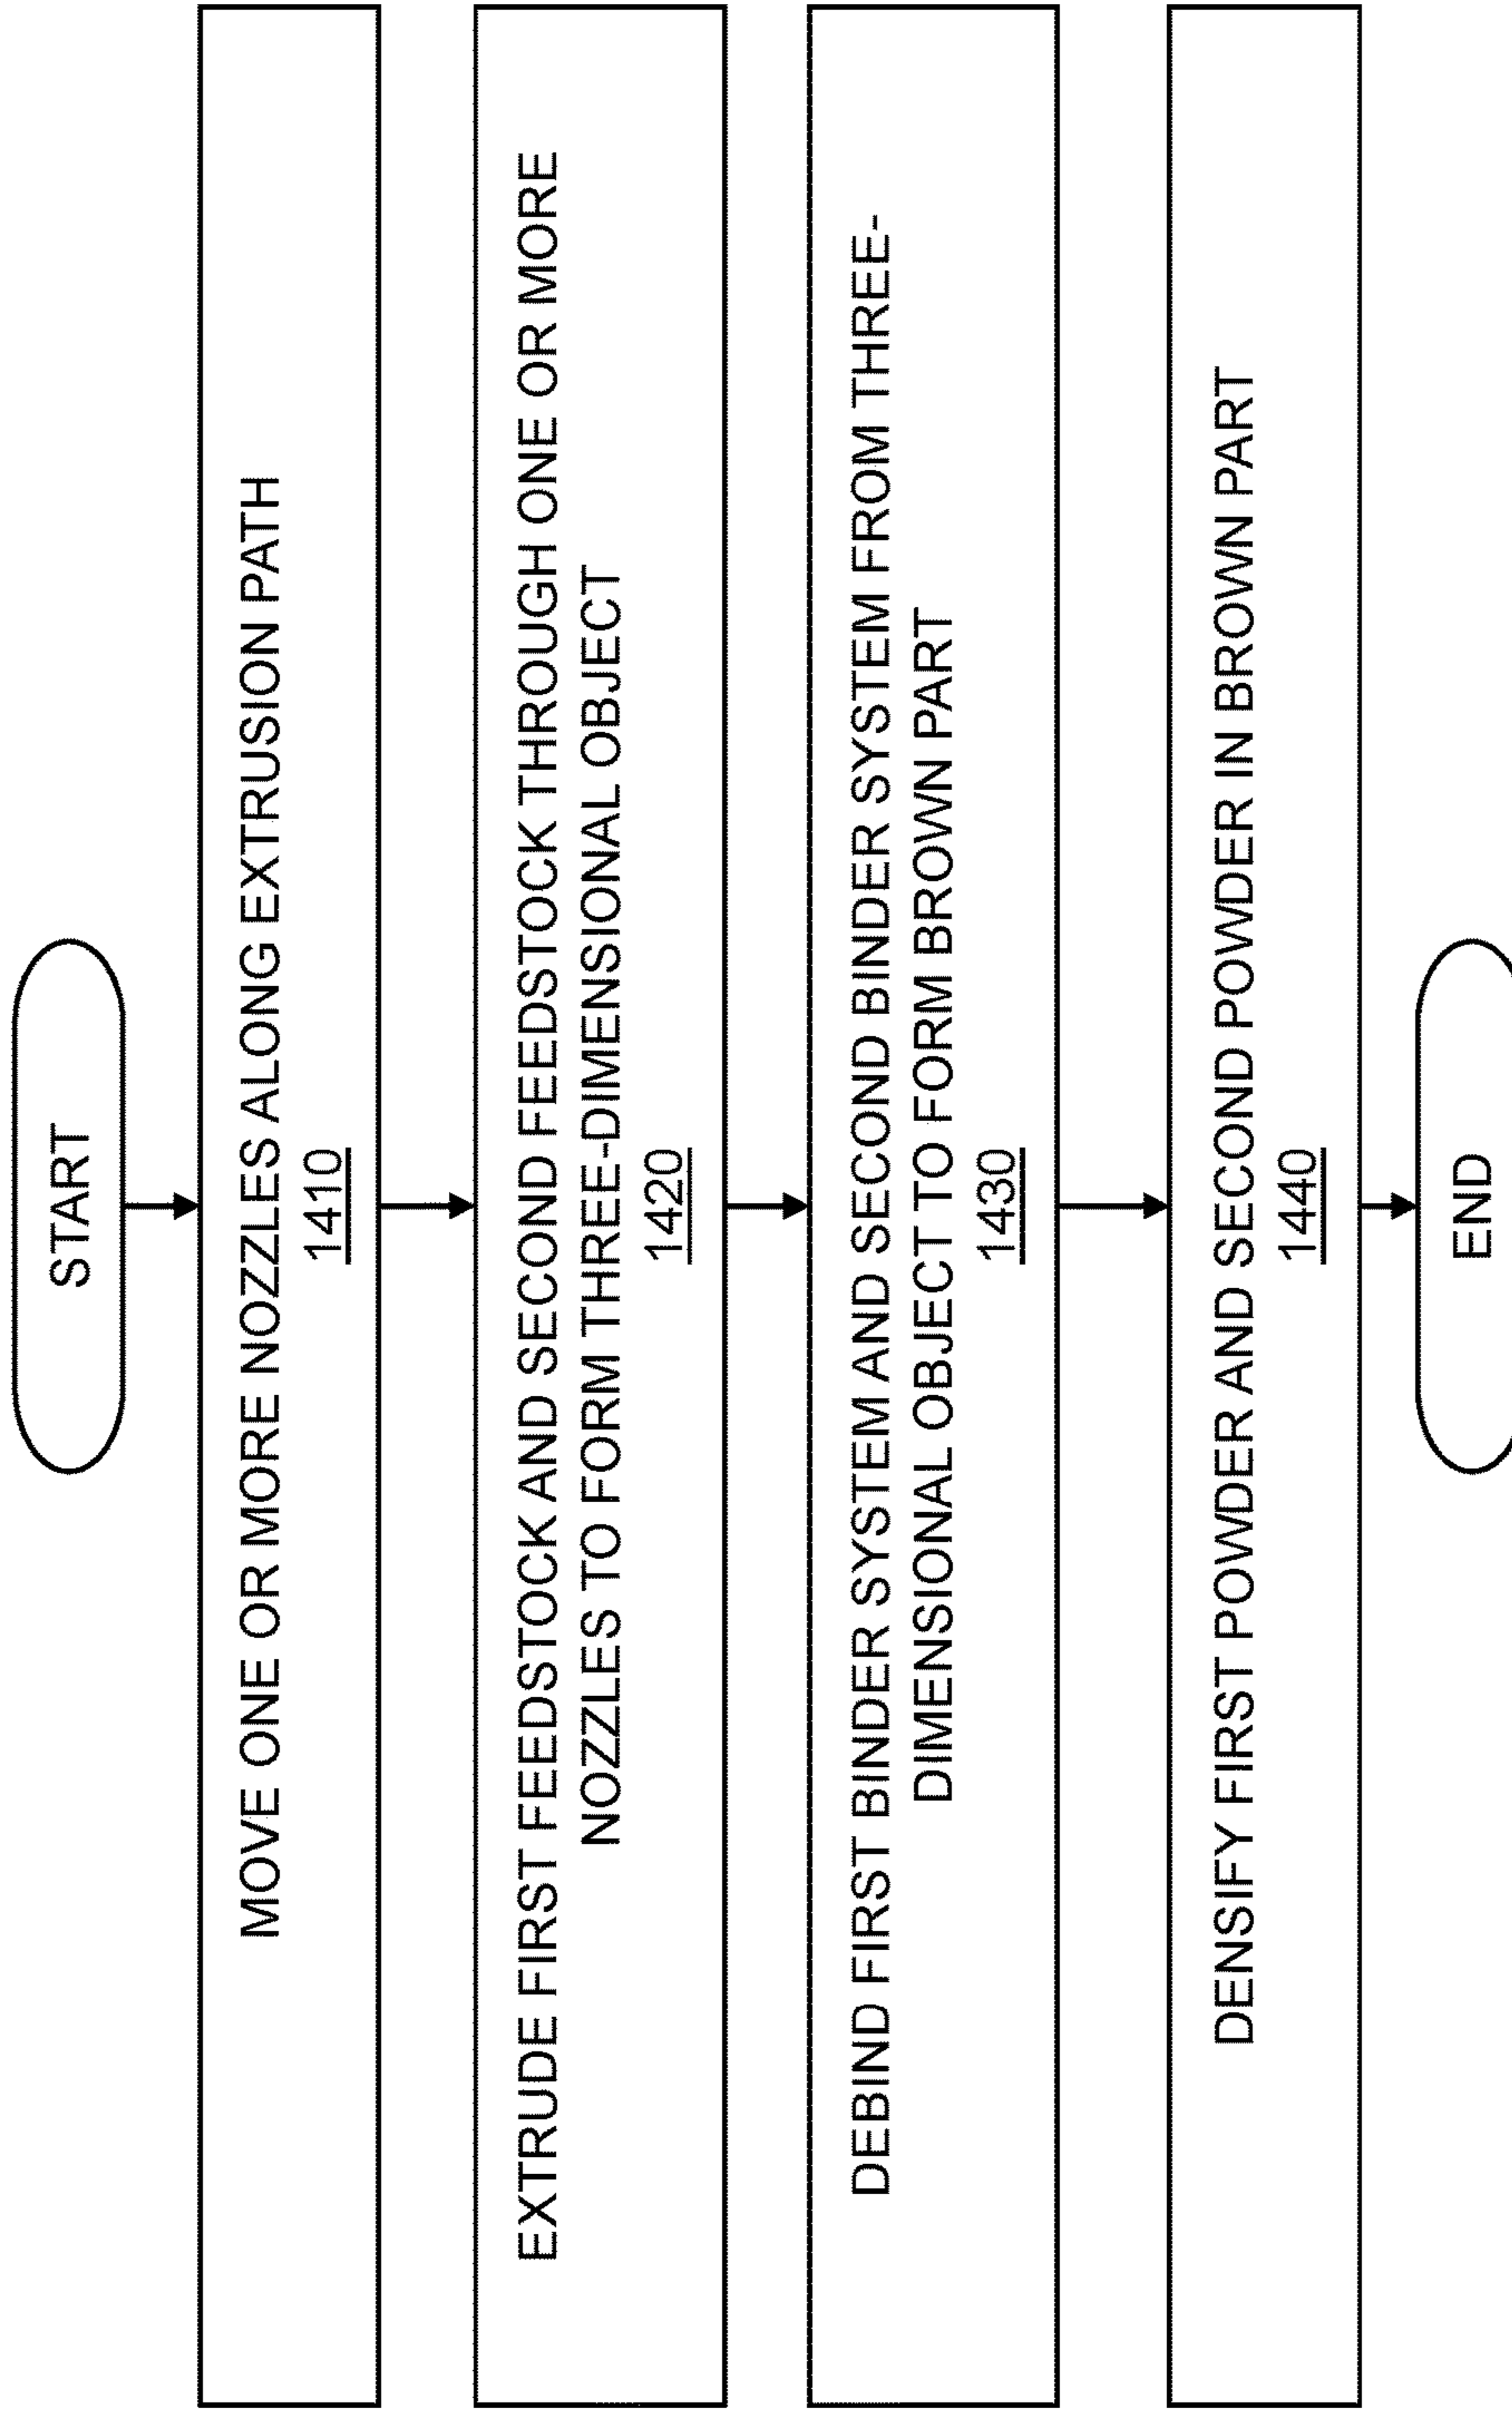 START
MOVE ONE OR MORE NOZZLES ALONG EXTRUSION PATH
1410
EXTRUDE FIRST FEEDSTOCK AND SECOND FEEDSTOCK THROUGH ONE OR MORE
NOZZLES TO FORM THREE-DIMENSIONAL OBJECT
1420
DEBIND FIRST BINDER SYSTEM AND SECOND BINDER SYSTEM FROM THREE-
DIMENSIONAL OBJECT TO FORM BROWN PART
1430
DENSIFY FIRST POWDER AND SECOND POWDER IN BROWN PART
1440
END